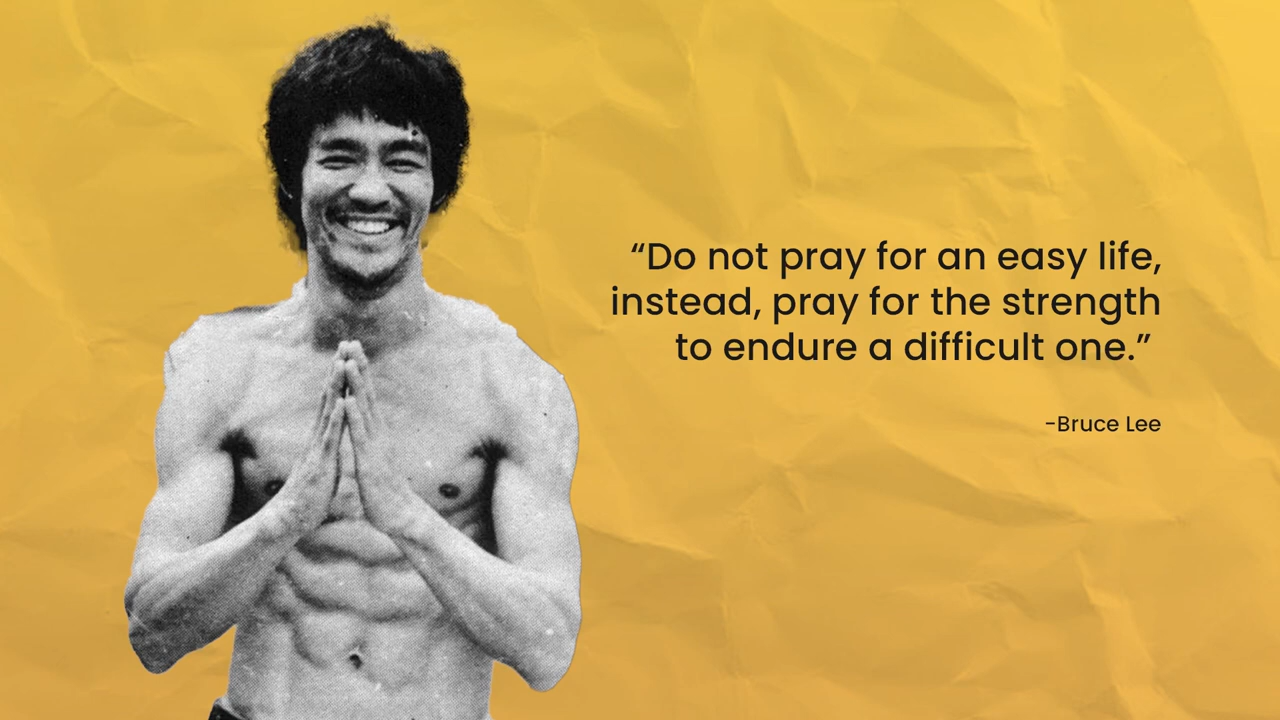 “Do not pray for an easy life,
instead, pray for the strength
to endure a difficult one.”
-Bruce Lee